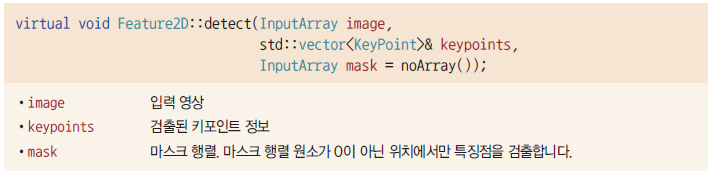 virtual void Feature2D::detect(InputArray image,
std::vector<KeyPoint>& keypoints,
InputArray mask = noArray());
• image 입력 영상
• keypoints 검출된 키포인트 정보
• mask 마스크 행렬. 마스크 행렬 원소가 0이 아닌 위치에서만 특징점을 검출합니다.